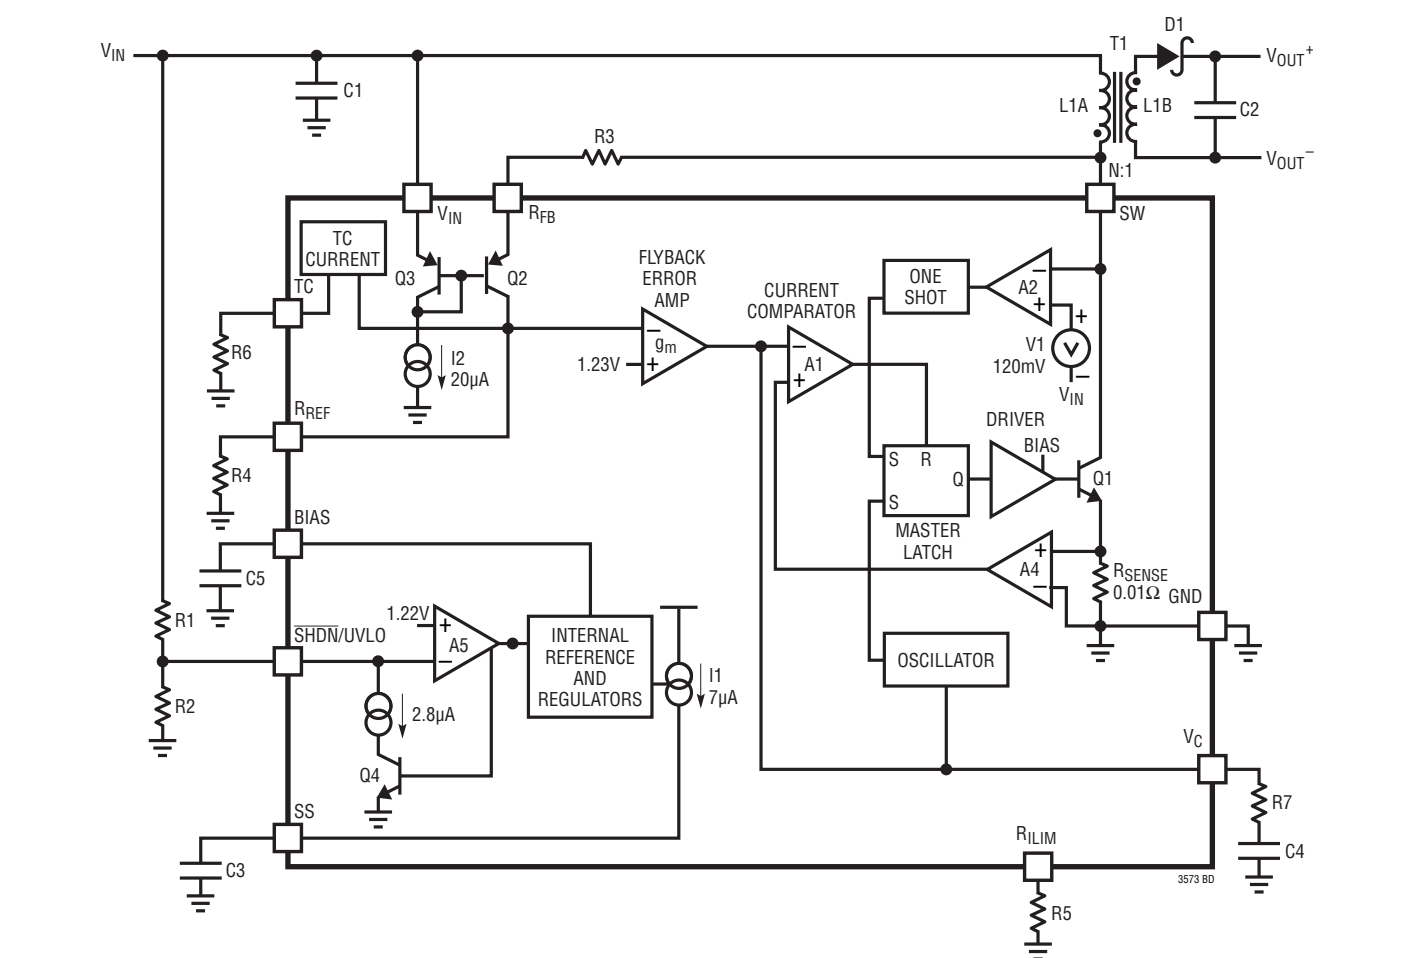 D1
T1
VIN
VOUT+
C1
L1A
L1B
C2
R3
VOUT–
N:1
VIN
RFB
SW
TC
CURRENT
FLYBACK
ERROR
AMP
ONE
SHOT
A2
–
+
Q3
Q2
TC
CURRENT
COMPARATOR
+
V1
120mV
–
VIN
–
gm
+
1.23V
–
A1
+
R6
I2
20µA
RREF
DRIVER
BIAS
R4
S R
Q
S
Q1
MASTER
LATCH
BIAS
C5
+
A4
–
RSENSE
0.01Ω
GND
R1
1.22V
+
A5
–
SHDN/UVLO
INTERNAL
REFERENCE
AND
REGULATORS
OSCILLATOR
I1
7µA
R2
2.8µA
VC
Q4
R7
SS
RILIM
C4
C3
3573 BD
R5